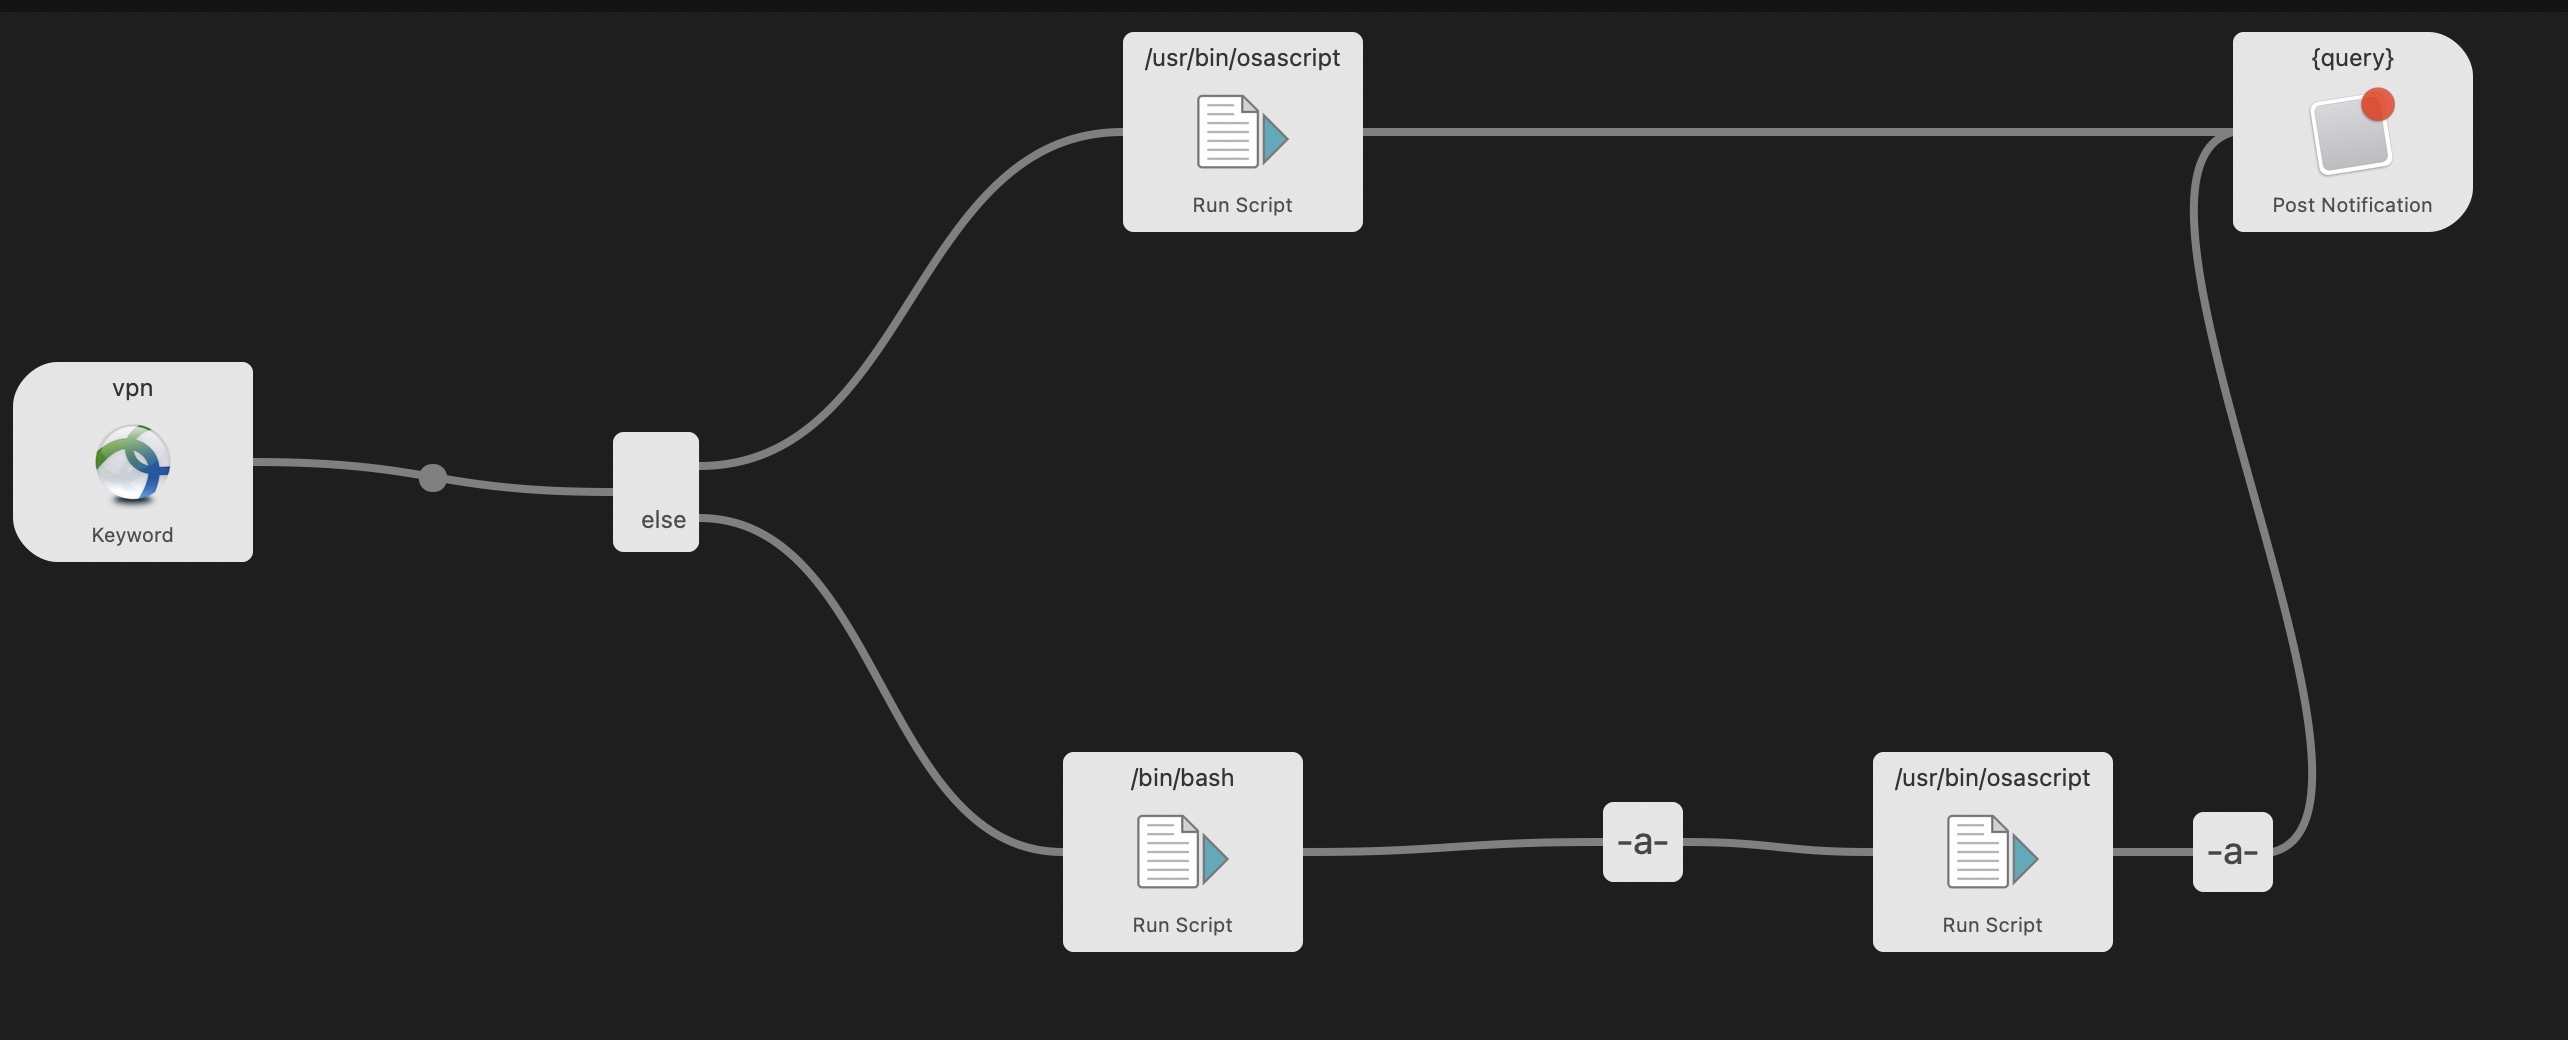 /usr/bin/osascript
Run Script
{query}
Post Notification
vpn
Keyword
else
/bin/bash
Run Script
-a-
/usr/bin/osascript
Run Script
-a-